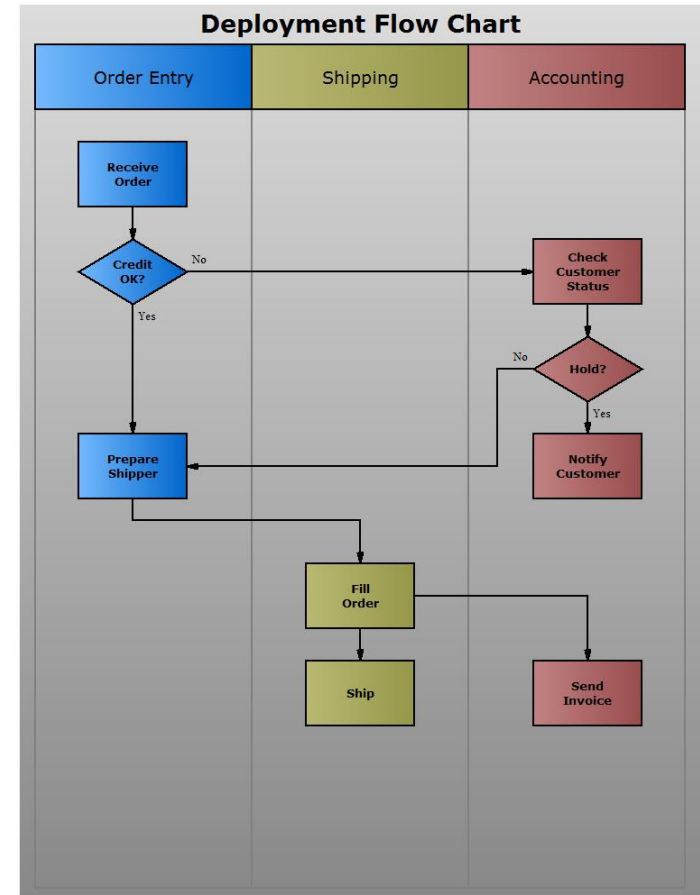 Deployment Flow Chart
Order Entry
Shipping
Accounting
Receive
Order
Credit
OK?
No
Yes
Check
Customer
Status
Hold?
No
Yes
Prepare
Shipper
Notify
Customer
Fill
Order
Ship
Send
Invoice